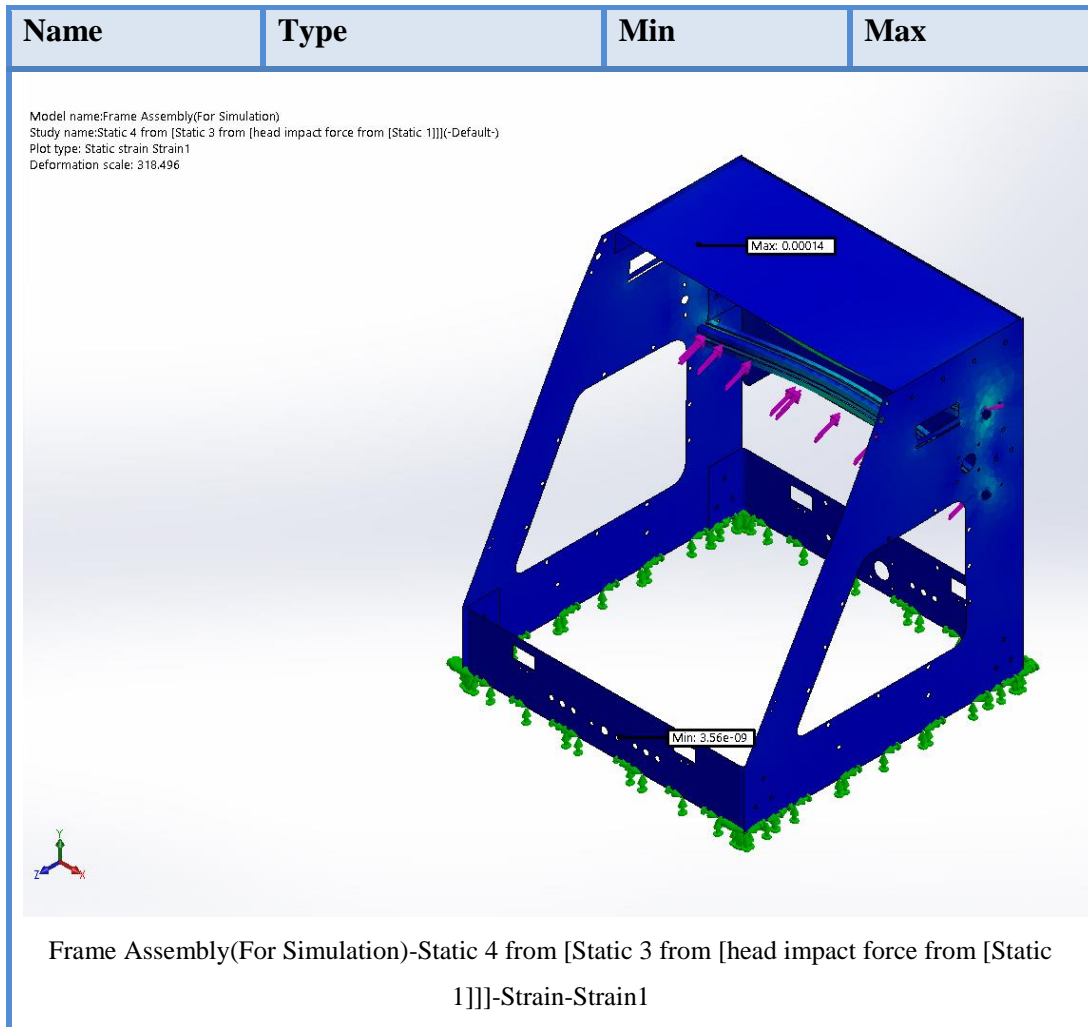 Name Type Min Max
Model name:Frame Assembly(For Simulation)
Study name:Static 4 from [Static 3 from [head impact force from [Static 1]]](-Default-)
Plot type: Static strain Strain1
Deformation scale: 318.496
Max: 0.00014
Min: 3.56e-09
Y
Z X
Frame Assembly(For Simulation)-Static 4 from [Static 3 from [head impact force from [Static
1]]]-Strain-Strain1